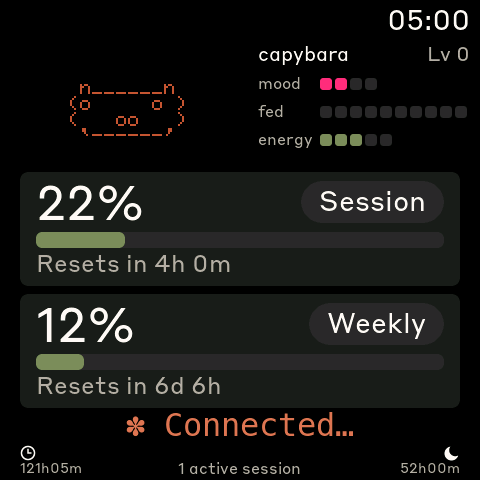 05:00
capybara Lv 0
mood
fed
energy
22% Session
Resets in 4h 0m
12% Weekly
Resets in 6d 6h
✽ Connected…
121h05m 1 active session 52h00m